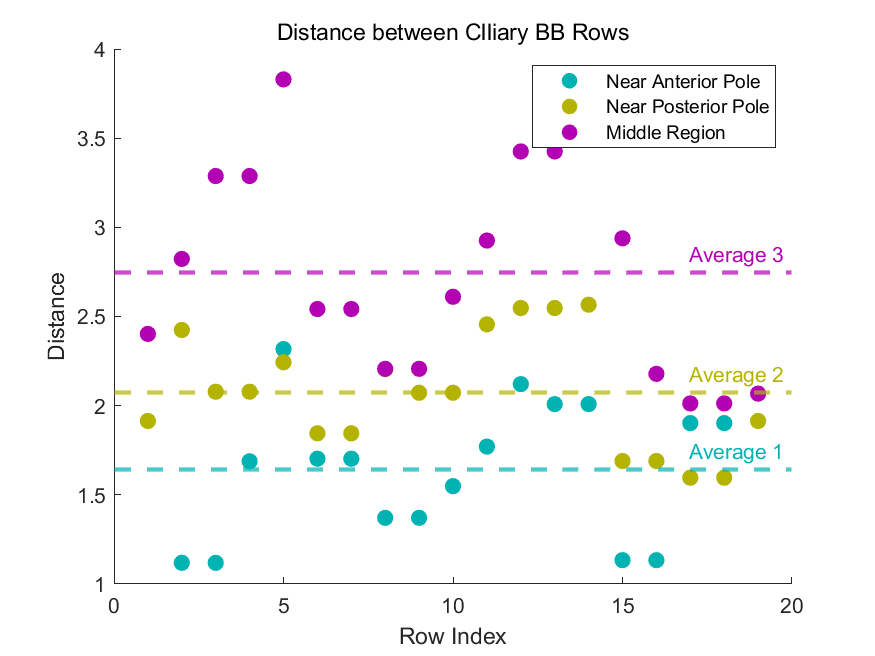 Distance between CIliary BB Rows
4
3.5
3
2.5
2
1.5
1
Distance
Near Anterior Pole
Near Posterior Pole
Middle Region
Average 3
Average 2
Average 1
0 5 10 15 20
Row Index